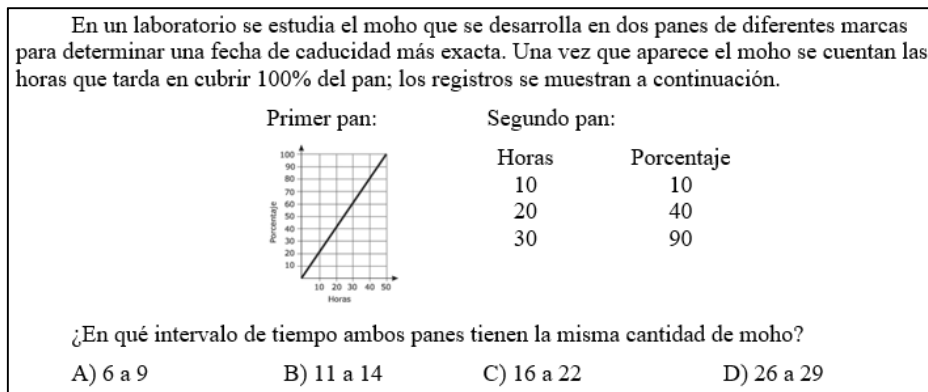 En un laboratorio se estudia el moho que se desarrolla en dos panes de diferentes marcas
para determinar una fecha de caducidad más exacta. Una vez que aparece el moho se cuentan las
horas que tarda en cubrir 100% del pan; los registros se muestran a continuación.
Primer pan:
100
90
80
70
60
50
40
30
20
10
Porcentaje
10 20 30 40 50
Horas
Segundo pan:
Horas Porcentaje
10 10
20 40
30 90
¿En qué intervalo de tiempo ambos panes tienen la misma cantidad de moho?
A) 6 a 9 B) 11 a 14 C) 16 a 22 D) 26 a 29